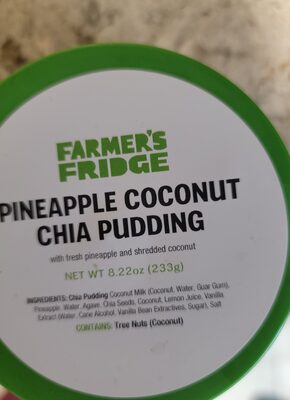 FARMER'S
FRIDGE
PINEAPPLE COCONUT
CHIA PUDDING
with fresh pineapple and shredded coconut
NET WT 8.22oz (233g)
INGREDIENTS: Chia Pudding Coconut Milk (Coconut, Water, Guar Gum),
Pineapple, Water, Agave, Chia Seeds, Coconut, Lemon Juice, Vanilla
Extract (Water, Cane Alcohol, Vanilla Bean Extractives, Sugar), Salt
CONTAINS: Tree Nuts (Coconut)